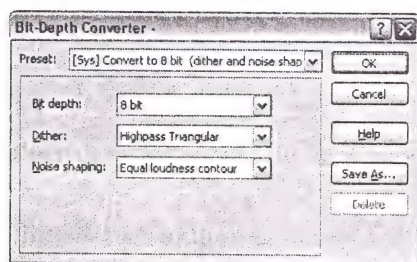 Bit-Depth Converter -
Preset: [Sys] Convert to 8 bit (dither and noise shap
OK
Cancel
Bit depth: 8 bit
Dither: Highpass Triangular
Help
Noise shaping: Equal loudness contour
Save As...
Delete